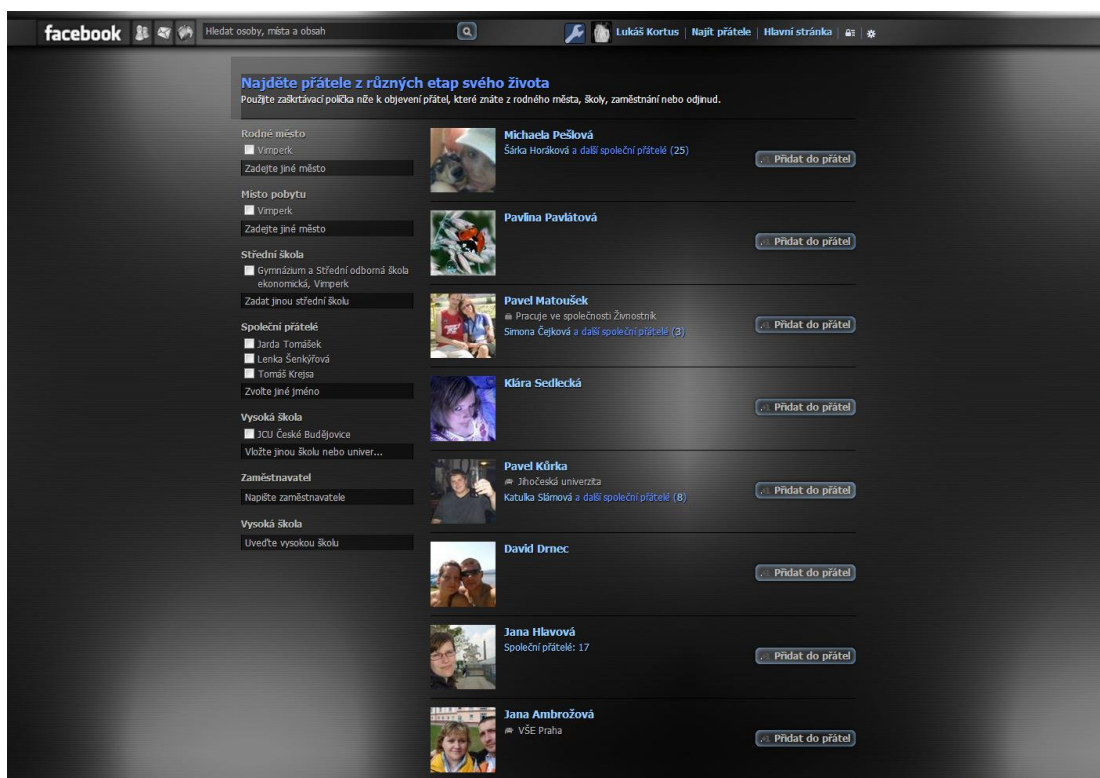 facebook
Hledat osoby, místa a obsah
Lukáš Kortus
Najít přátele
Hlavní stránka
Najděte přátele z různých etap svého života
Použijte zaškrtávací políčka níže k objevení přátel, které znáte z rodného města, školy, zaměstnání nebo odjinud.
Rodné město
Vimperk
Zadejte jiné město
Místo pobytu
Vimperk
Zadejte jiné město
Střední škola
Gymnázium a Střední odborná škola
ekonomická, Vimperk
Zadat jinou střední školu
Společní přátelé
Jarda Tomášek
Lenka Šenkýřová
Tomáš Krejsa
Zvolte jiné jméno
Vysoká škola
JCU České Budějovice
Vložte jinou školu nebo univer...
Zaměstnavatel
Napište zaměstnavatele
Vysoká škola
Uveďte vysokou školu
Michaela Pešlová
Šárka Horáková a další společní přátelé (25)
Přidat do přátel
Pavlína Pavlátová
Přidat do přátel
Pavel Matoušek
Pracuje ve společnosti Živnostník
Simona Čejková a další společní přátelé (3)
Přidat do přátel
Klára Sedlecká
Přidat do přátel
Pavel Kůrka
Jihočeská univerzita
Katulka Slámová a další společní přátelé (8)
Přidat do přátel
David Drnec
Přidat do přátel
Jana Hlavová
Společní přátelé: 17
Přidat do přátel
Jana Ambrožová
VŠE Praha
Přidat do přátel